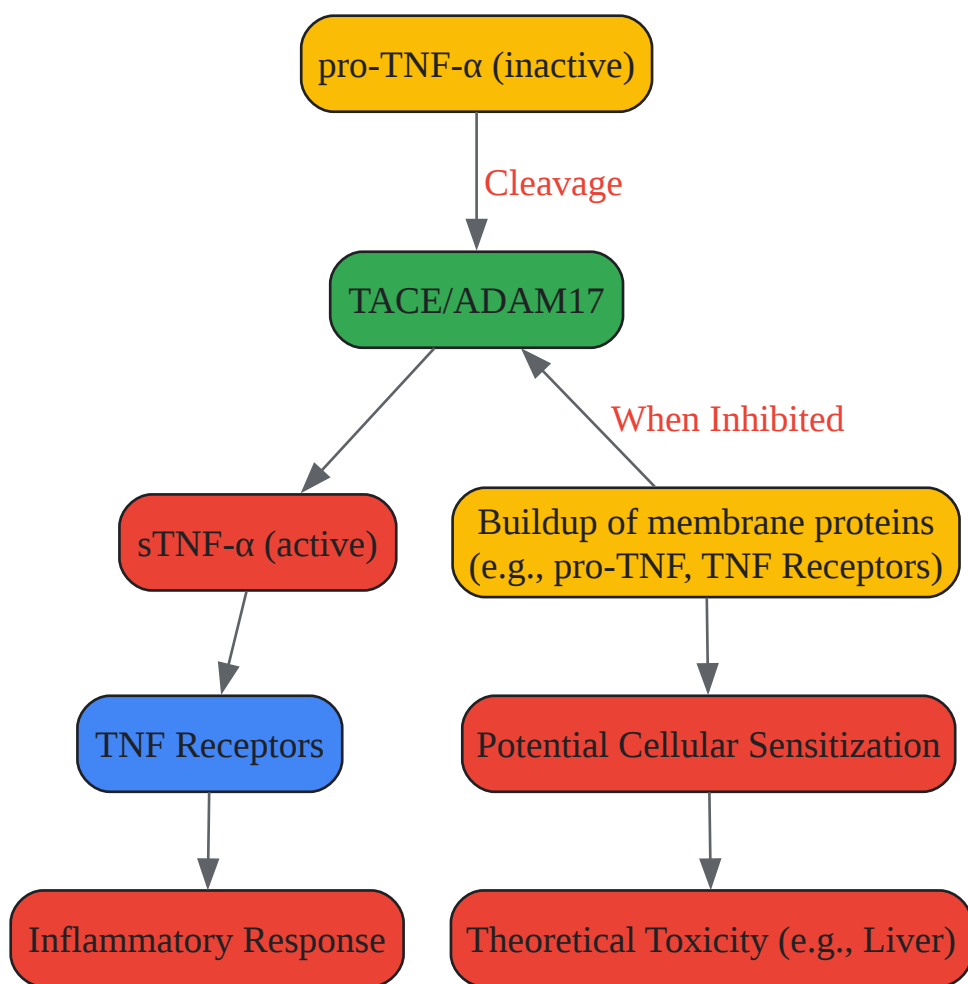 pro-TNF-α (inactive)
Cleavage
TACE/ADAM17
When Inhibited
sTNF-α (active)
Buildup of membrane proteins
(e.g., pro-TNF, TNF Receptors)
TNF Receptors
Potential Cellular Sensitization
Inflammatory Response
Theoretical Toxicity (e.g., Liver)